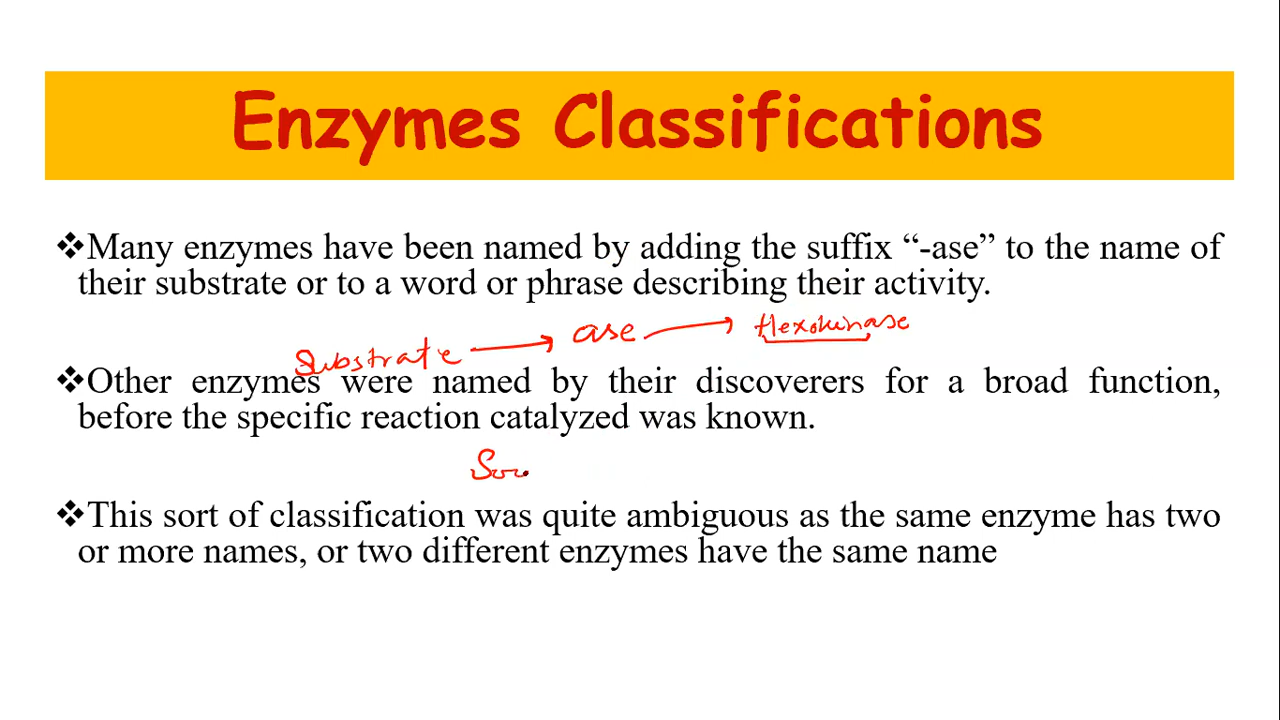 Enzymes Classifications
❖Many enzymes have been named by adding the suffix “-ase” to the name of
their substrate or to a word or phrase describing their activity.
Substrate → ase → Hexokinase
❖Other enzymes were named by their discoverers for a broad function,
before the specific reaction catalyzed was known.
❖This sort of classification was quite ambiguous as the same enzyme has two
or more names, or two different enzymes have the same name